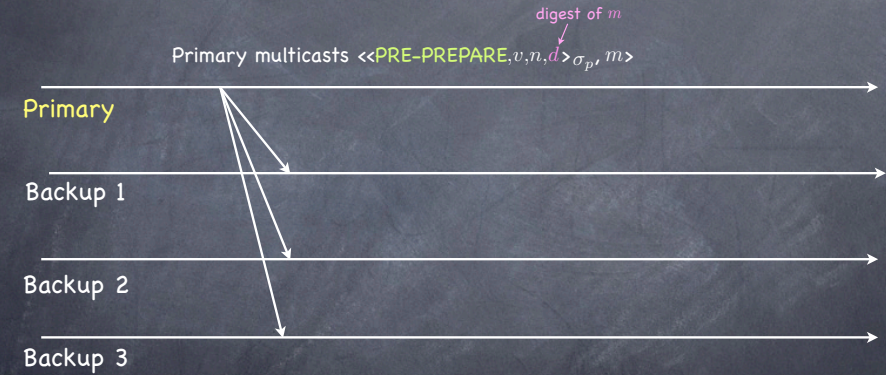 digest of m
Primary multicasts <<PRE-PREPARE,v,n,d>σp, m>
Primary
Backup 1
Backup 2
Backup 3